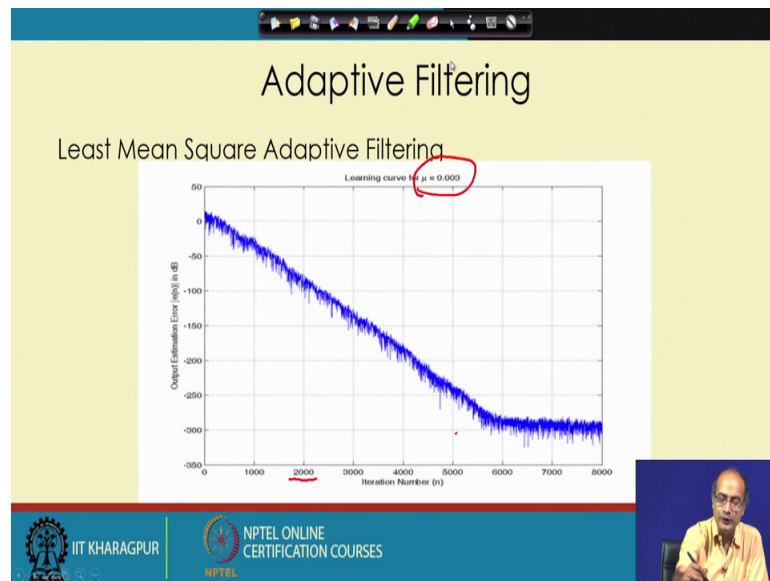 Adaptive Filtering
Least Mean Square Adaptive Filtering
Learning curve for μ = 0.003
50
0
-50
-100
-150
-200
-250
-300
-350
Output Estimation Error |e(n)| in dB
0 1000 2000 3000 4000 5000 6000 7000 8000
Iteration Number (n)
IIT KHARAGPUR
NPTEL
NPTEL ONLINE
CERTIFICATION COURSES